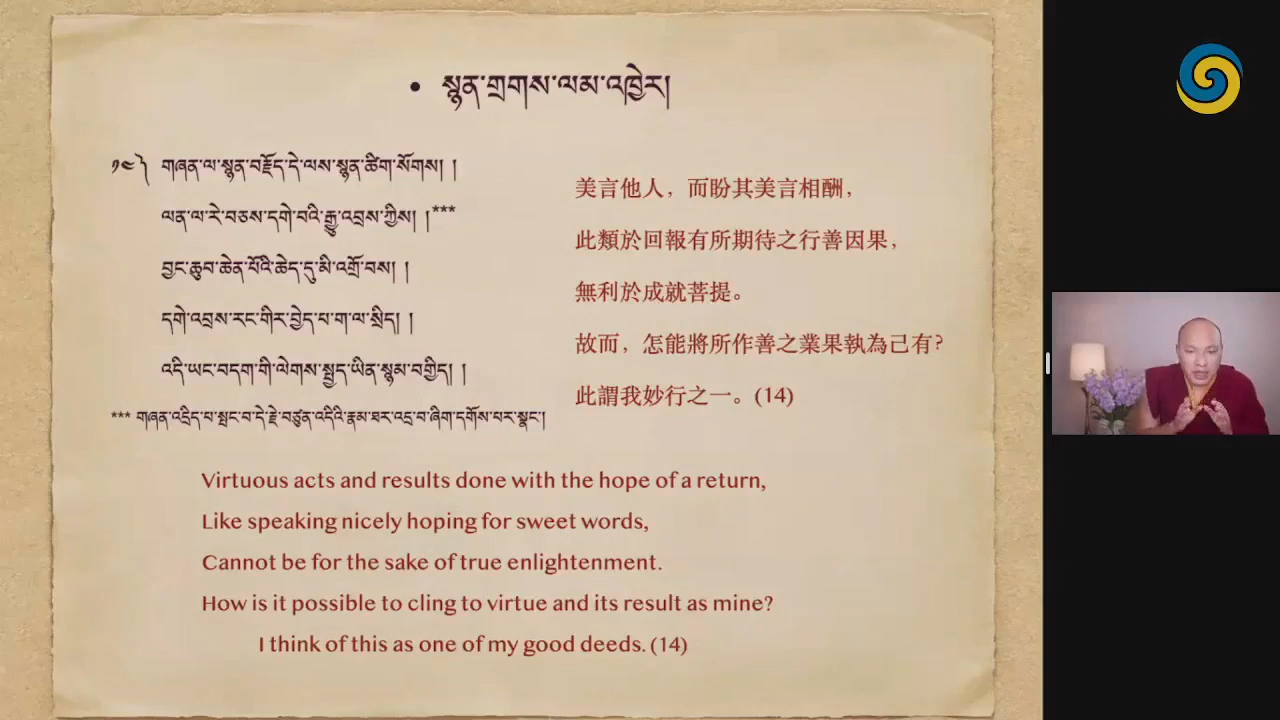 • སྙན་གྲགས་ལམ་འཁྱེར།
༡༤༽ གཞན་ལ་སྙན་བརྗོད་དེ་ལས་སྙན་ཚིག་སོགས། །
ལན་ལ་རེ་བཅས་དགེ་བའི་རྒྱུ་འབྲས་ཀྱིས། །***
བྱང་ཆུབ་ཆེན་པོའི་ཆེད་དུ་མི་འགྲོ་བས། །
དགེ་འབྲས་རང་གིར་བྱེད་པ་ག་ལ་སྲིད། །
འདི་ཡང་བདག་གི་ལེགས་སྤྱད་ཡིན་སྙམ་བགྱིད། །
*** གཞན་འདྲིད་པ་སྤང་བ་དེ་རྗེ་བཙུན་འདིའི་རྣམ་ཐར་འདྲ་བ་ཞིག་དགོས་པར་སྣང་།
美言他人，而盼其美言相酬，
此類於回報有所期待之行善因果，
無利於成就菩提。
故而，怎能將所作善之業果執為己有?
此謂我妙行之一。(14)
Virtuous acts and results done with the hope of a return,
Like speaking nicely hoping for sweet words,
Cannot be for the sake of true enlightenment.
How is it possible to cling to virtue and its result as mine?
I think of this as one of my good deeds. (14)